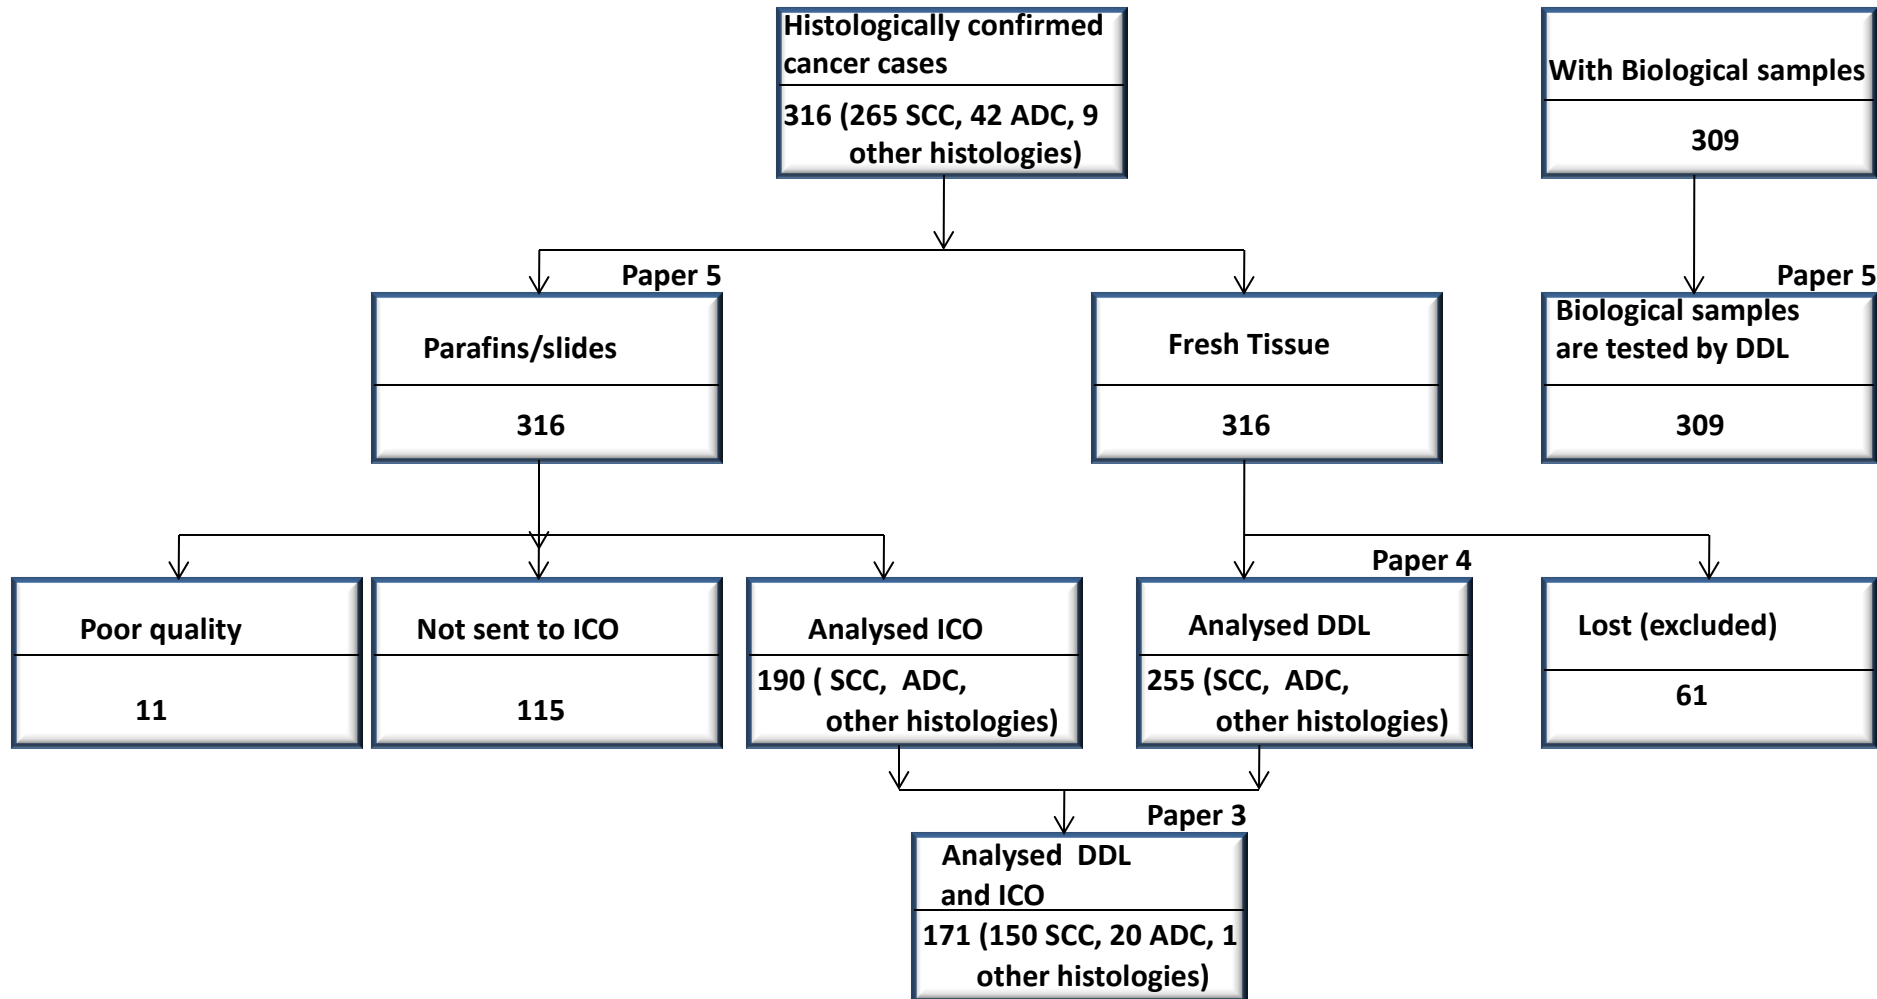 Histologically confirmed
cancer cases
316 (265 SCC, 42 ADC, 9
other histologies)
With Biological samples
309
Paper 5
Parafins/slides
316
Fresh Tissue
316
Paper 5
Biological samples
are tested by DDL
309
Poor quality
11
Not sent to ICO
115
Analysed ICO
190 ( SCC, ADC,
other histologies)
Paper 4
Analysed DDL
255 (SCC, ADC,
other histologies)
Lost (excluded)
61
Paper 3
Analysed DDL
and ICO
171 (150 SCC, 20 ADC, 1
other histologies)